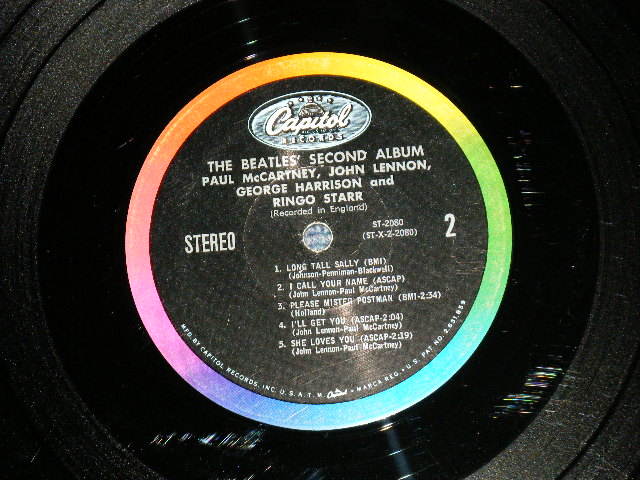 Capitol
RECORDS
THE BEATLES' SECOND ALBUM
PAUL McCARTNEY, JOHN LENNON,
GEORGE HARRISON and
RINGO STARR
(Recorded in England)
STEREO
ST-2080
(ST-X-2-2080)
2
1. LONG TALL SALLY (BMI)
(Johnson-Penniman-Blackwell)
2. I CALL YOUR NAME (ASCAP)
(John Lennon-Paul McCartney)
3. PLEASE MISTER POSTMAN (BMI-2:34)
(Holland)
4. I'LL GET YOU (ASCAP-2:04)
(John Lennon-Paul McCartney)
5. SHE LOVES YOU (ASCAP-2:19)
(John Lennon-Paul McCartney)
MFD. BY CAPITOL RECORDS, INC. U.S.A. T.M. Capitol MARCA REG. • U.S. PAT. NO. 2,631,859